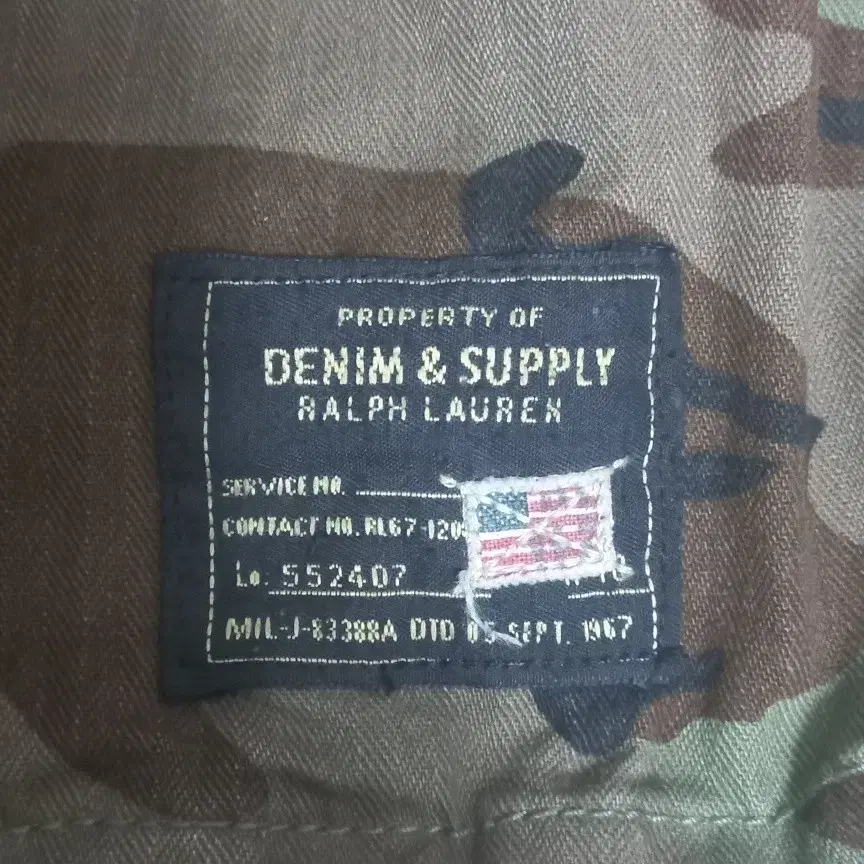 PROPERTY OF
DENIM & SUPPLY
RALPH LAUREN
SERVICE NO.
CONTACT NO. RL67-120
Lo: 552407
MIL-J-83388A DTD 05 SEPT. 1967